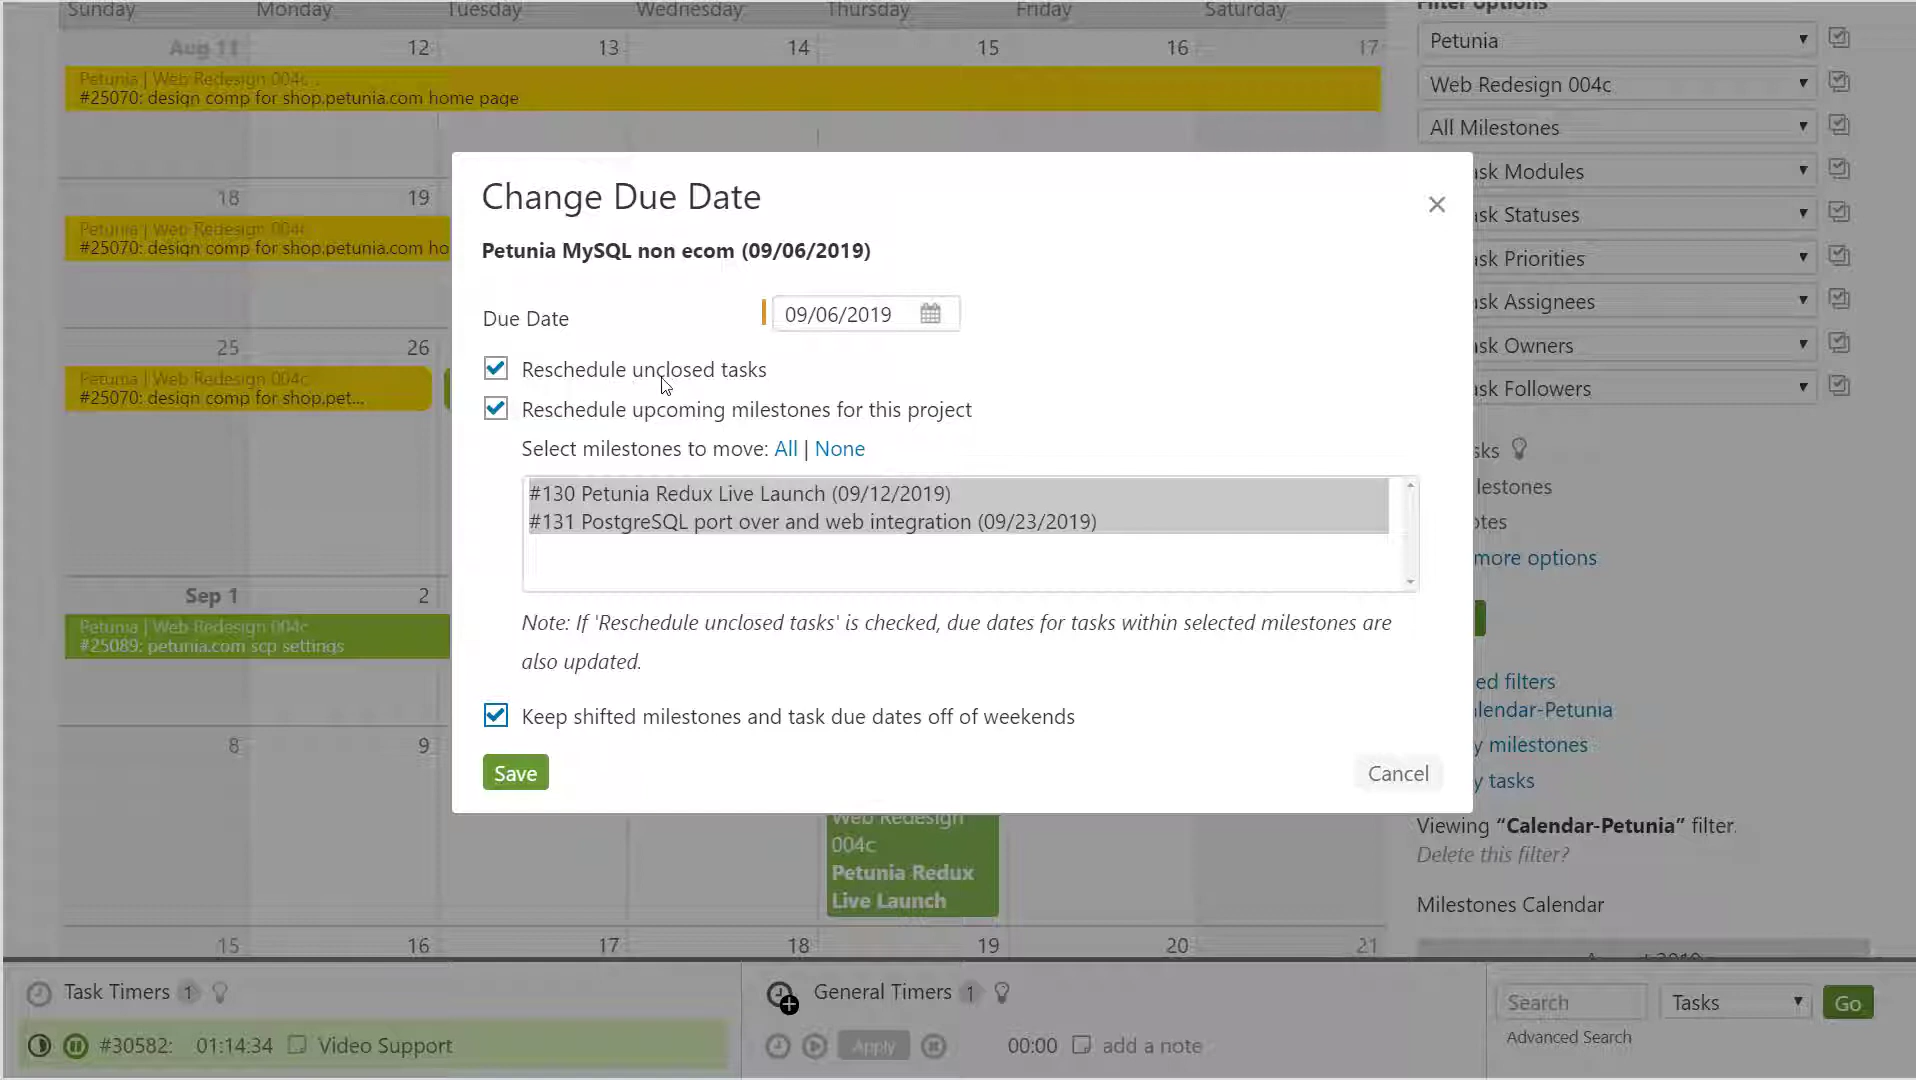 Sunday Monday Tuesday Wednesday Thursday Friday Saturday
Aug 11 12 13 14 15 16 17
Petunia | Web Redesign 004c
#25070: design comp for shop.petunia.com home page
18 19
Petunia | Web Redesign 004c
#25070: design comp for shop.petunia.com ho
25 26
Petunia | Web Redesign 004c
#25070: design comp for shop.pet...
Sep 1 2
Petunia | Web Redesign 004c
#25089: petunia.com scp settings
8 9
Web Redesign
004c
Petunia Redux
Live Launch
15 16 17 18 19 20 21
Change Due Date
×
Petunia MySQL non ecom (09/06/2019)
Due Date 09/06/2019
Reschedule unclosed tasks
Reschedule upcoming milestones for this project
Select milestones to move: All | None
#130 Petunia Redux Live Launch (09/12/2019)
#131 PostgreSQL port over and web integration (09/23/2019)
Note: If 'Reschedule unclosed tasks' is checked, due dates for tasks within selected milestones are
also updated.
Keep shifted milestones and task due dates off of weekends
Save Cancel
Filter options
Petunia
Web Redesign 004c
All Milestones
ask Modules
ask Statuses
ask Priorities
ask Assignees
ask Owners
ask Followers
sks
lestones
otes
more options
ed filters
lendar-Petunia
y milestones
y tasks
Viewing “Calendar-Petunia” filter.
Delete this filter?
Milestones Calendar
Task Timers 1
#30582: 01:14:34 Video Support
General Timers 1
Apply 00:00 add a note
Search Tasks Go
Advanced Search